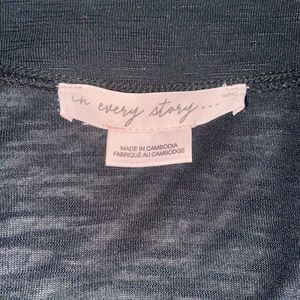 in every story...
MADE IN CAMBODIA
FABRIQUÉ AU CAMBODGE